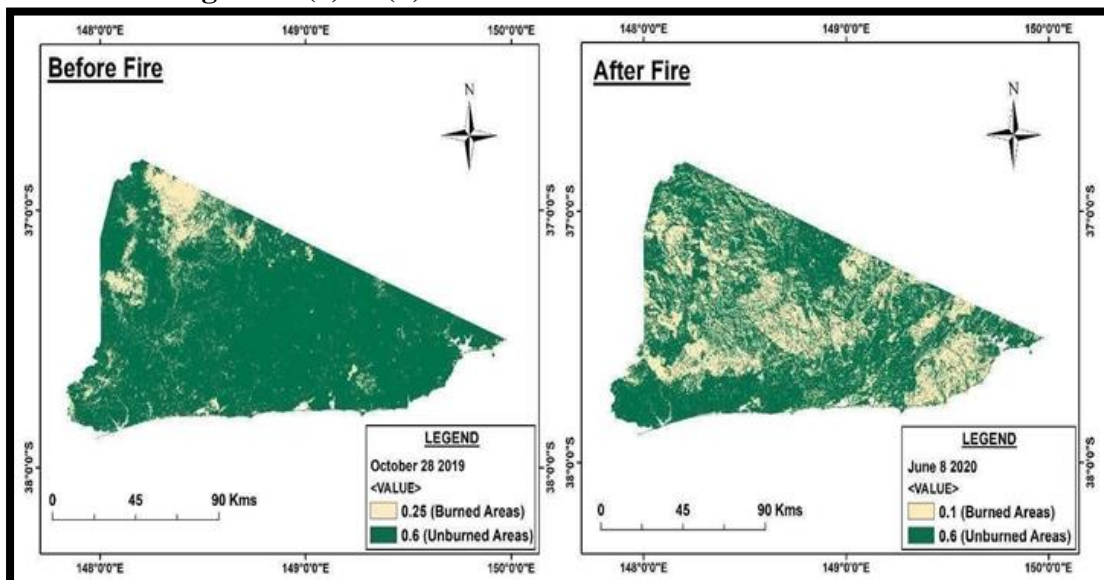 148°0'0"E 149°0'0"E 150°0'0"E
Before Fire
N
37°0'0"S
37°0'0"S
38°0'0"S
38°0'0"S
LEGEND
October 28 2019
<VALUE>
0.25 (Burned Areas)
0.6 (Unburned Areas)
0 45 90 Kms
148°0'0"E 149°0'0"E 150°0'0"E
148°0'0"E 149°0'0"E 150°0'0"E
After Fire
N
37°0'0"S
37°0'0"S
38°0'0"S
38°0'0"S
LEGEND
June 8 2020
<VALUE>
0.1 (Burned Areas)
0.6 (Unburned Areas)
0 45 90 Kms
148°0'0"E 149°0'0"E 150°0'0"E